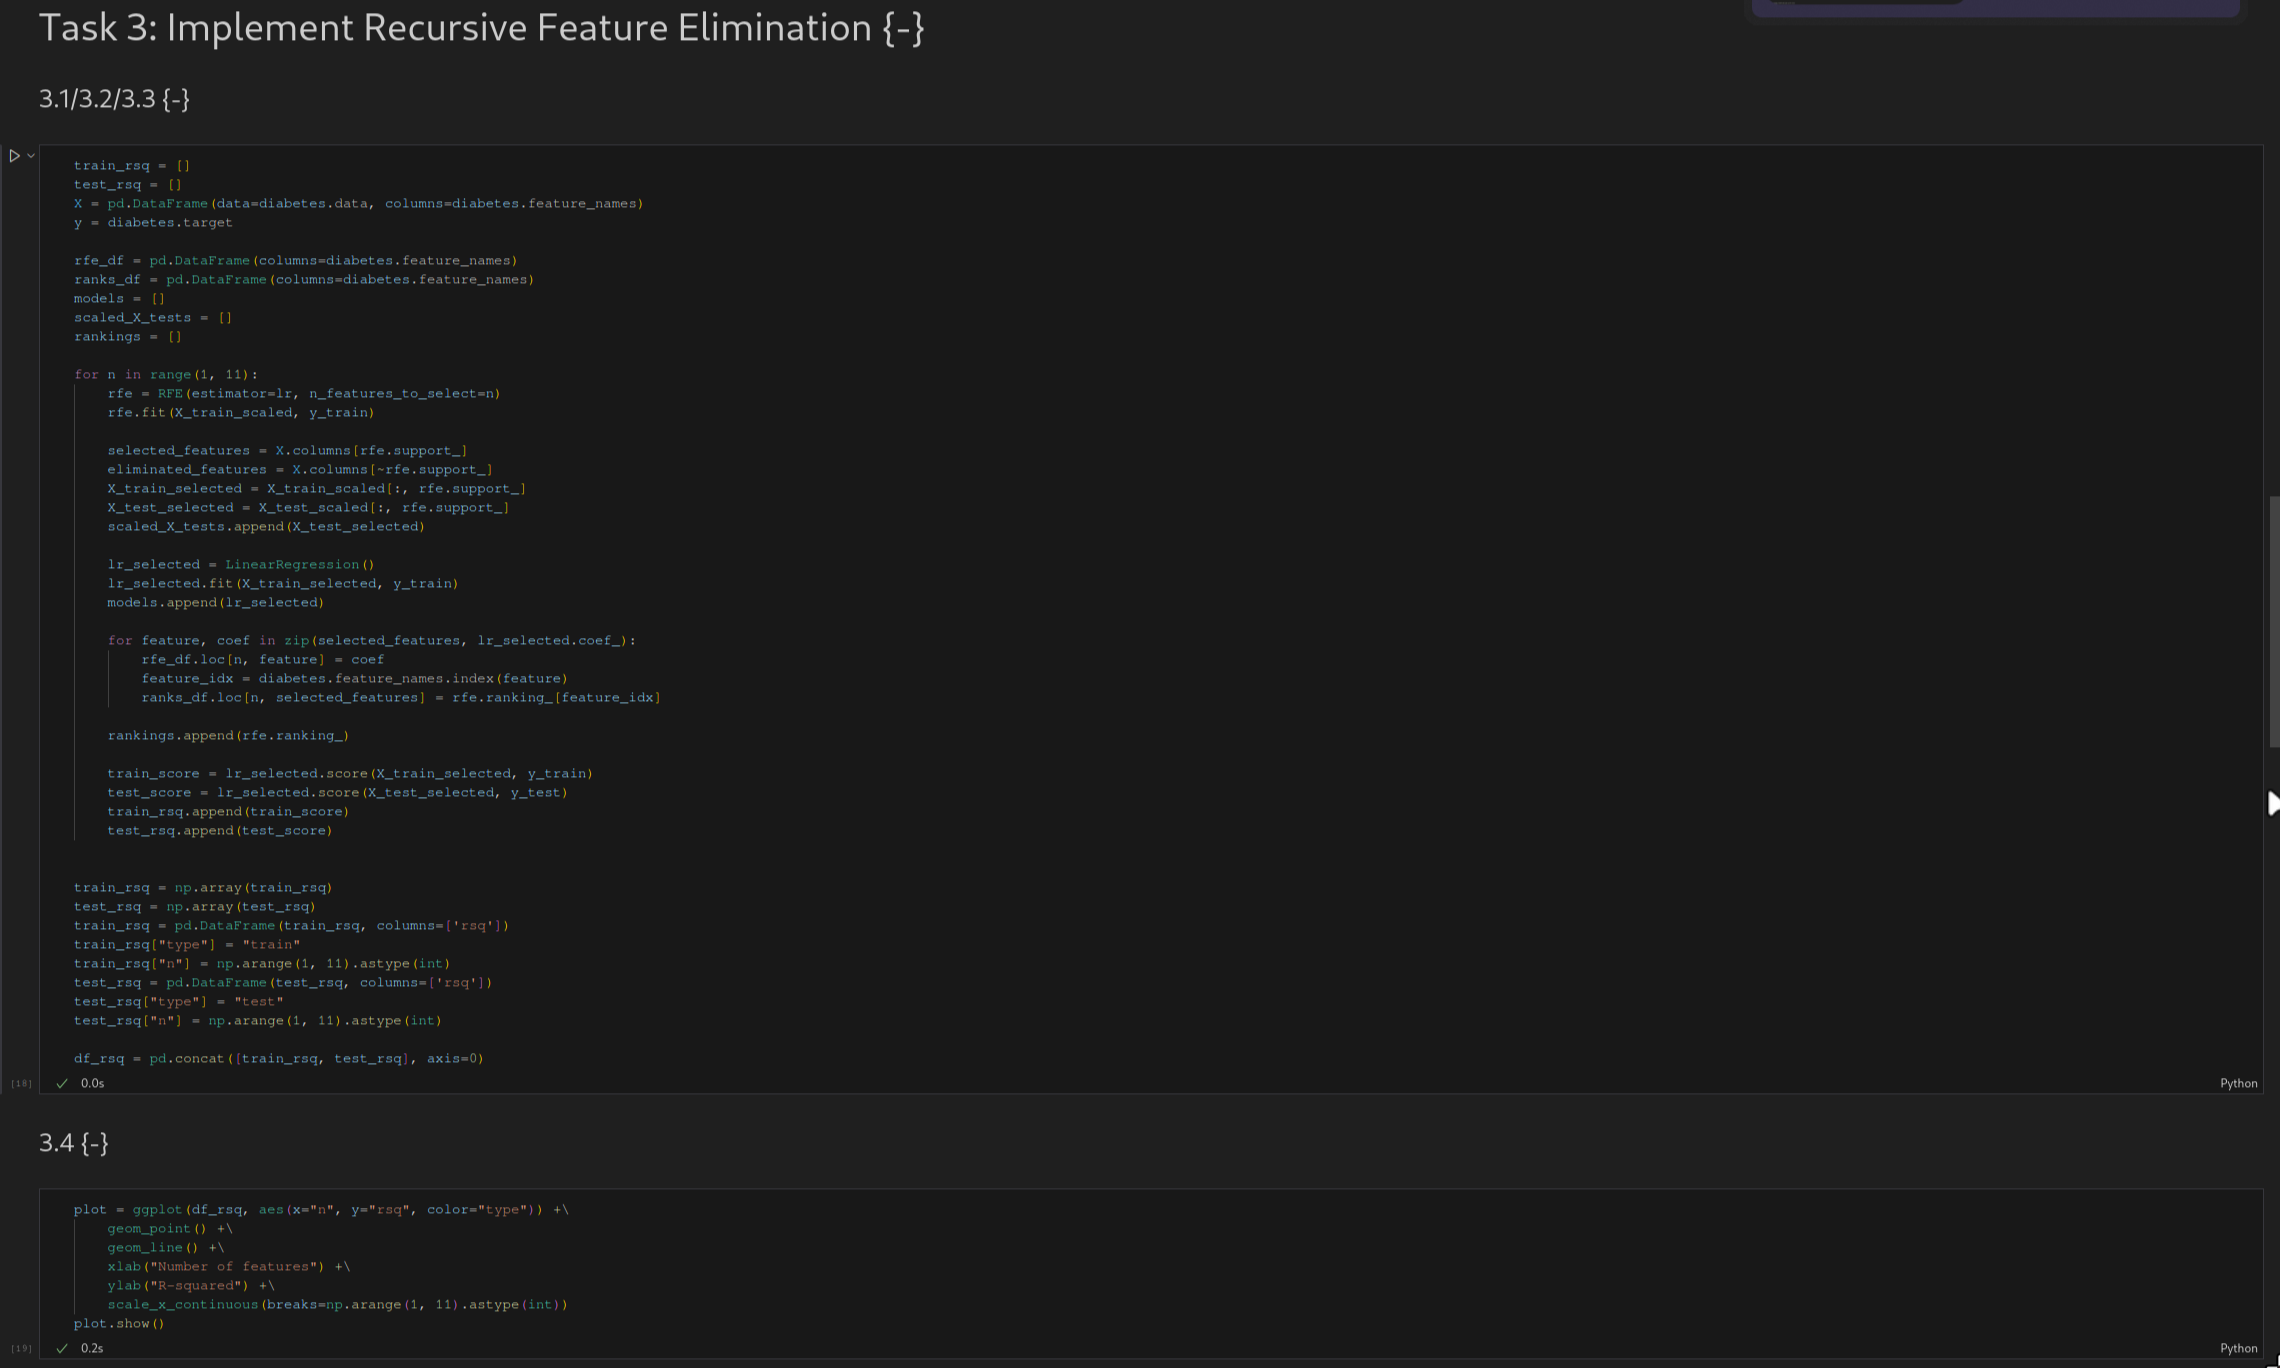 Task 3: Implement Recursive Feature Elimination {-}
3.1/3.2/3.3 {-}
train_rsq = []
test_rsq = []
X = pd.DataFrame(data=diabetes.data, columns=diabetes.feature_names)
y = diabetes.target
rfe_df = pd.DataFrame(columns=diabetes.feature_names)
ranks_df = pd.DataFrame(columns=diabetes.feature_names)
models = []
scaled_X_tests = []
rankings = []
for n in range(1, 11):
    rfe = RFE(estimator=lr, n_features_to_select=n)
    rfe.fit(X_train_scaled, y_train)
    selected_features = X.columns[rfe.support_]
    eliminated_features = X.columns[~rfe.support_]
    X_train_selected = X_train_scaled[:, rfe.support_]
    X_test_selected = X_test_scaled[:, rfe.support_]
    scaled_X_tests.append(X_test_selected)
    lr_selected = LinearRegression()
    lr_selected.fit(X_train_selected, y_train)
    models.append(lr_selected)
    for feature, coef in zip(selected_features, lr_selected.coef_):
        rfe_df.loc[n, feature] = coef
        feature_idx = diabetes.feature_names.index(feature)
        ranks_df.loc[n, selected_features] = rfe.ranking_[feature_idx]
    rankings.append(rfe.ranking_)
    train_score = lr_selected.score(X_train_selected, y_train)
    test_score = lr_selected.score(X_test_selected, y_test)
    train_rsq.append(train_score)
    test_rsq.append(test_score)
train_rsq = np.array(train_rsq)
test_rsq = np.array(test_rsq)
train_rsq = pd.DataFrame(train_rsq, columns=['rsq'])
train_rsq["type"] = "train"
train_rsq["n"] = np.arange(1, 11).astype(int)
test_rsq = pd.DataFrame(test_rsq, columns=['rsq'])
test_rsq["type"] = "test"
test_rsq["n"] = np.arange(1, 11).astype(int)
df_rsq = pd.concat([train_rsq, test_rsq], axis=0)
[18] 0.0s Python
3.4 {-}
plot = ggplot(df_rsq, aes(x="n", y="rsq", color="type")) +\
    geom_point() +\
    geom_line() +\
    xlab("Number of features") +\
    ylab("R-squared") +\
    scale_x_continuous(breaks=np.arange(1, 11).astype(int))
plot.show()
[19] 0.2s Python